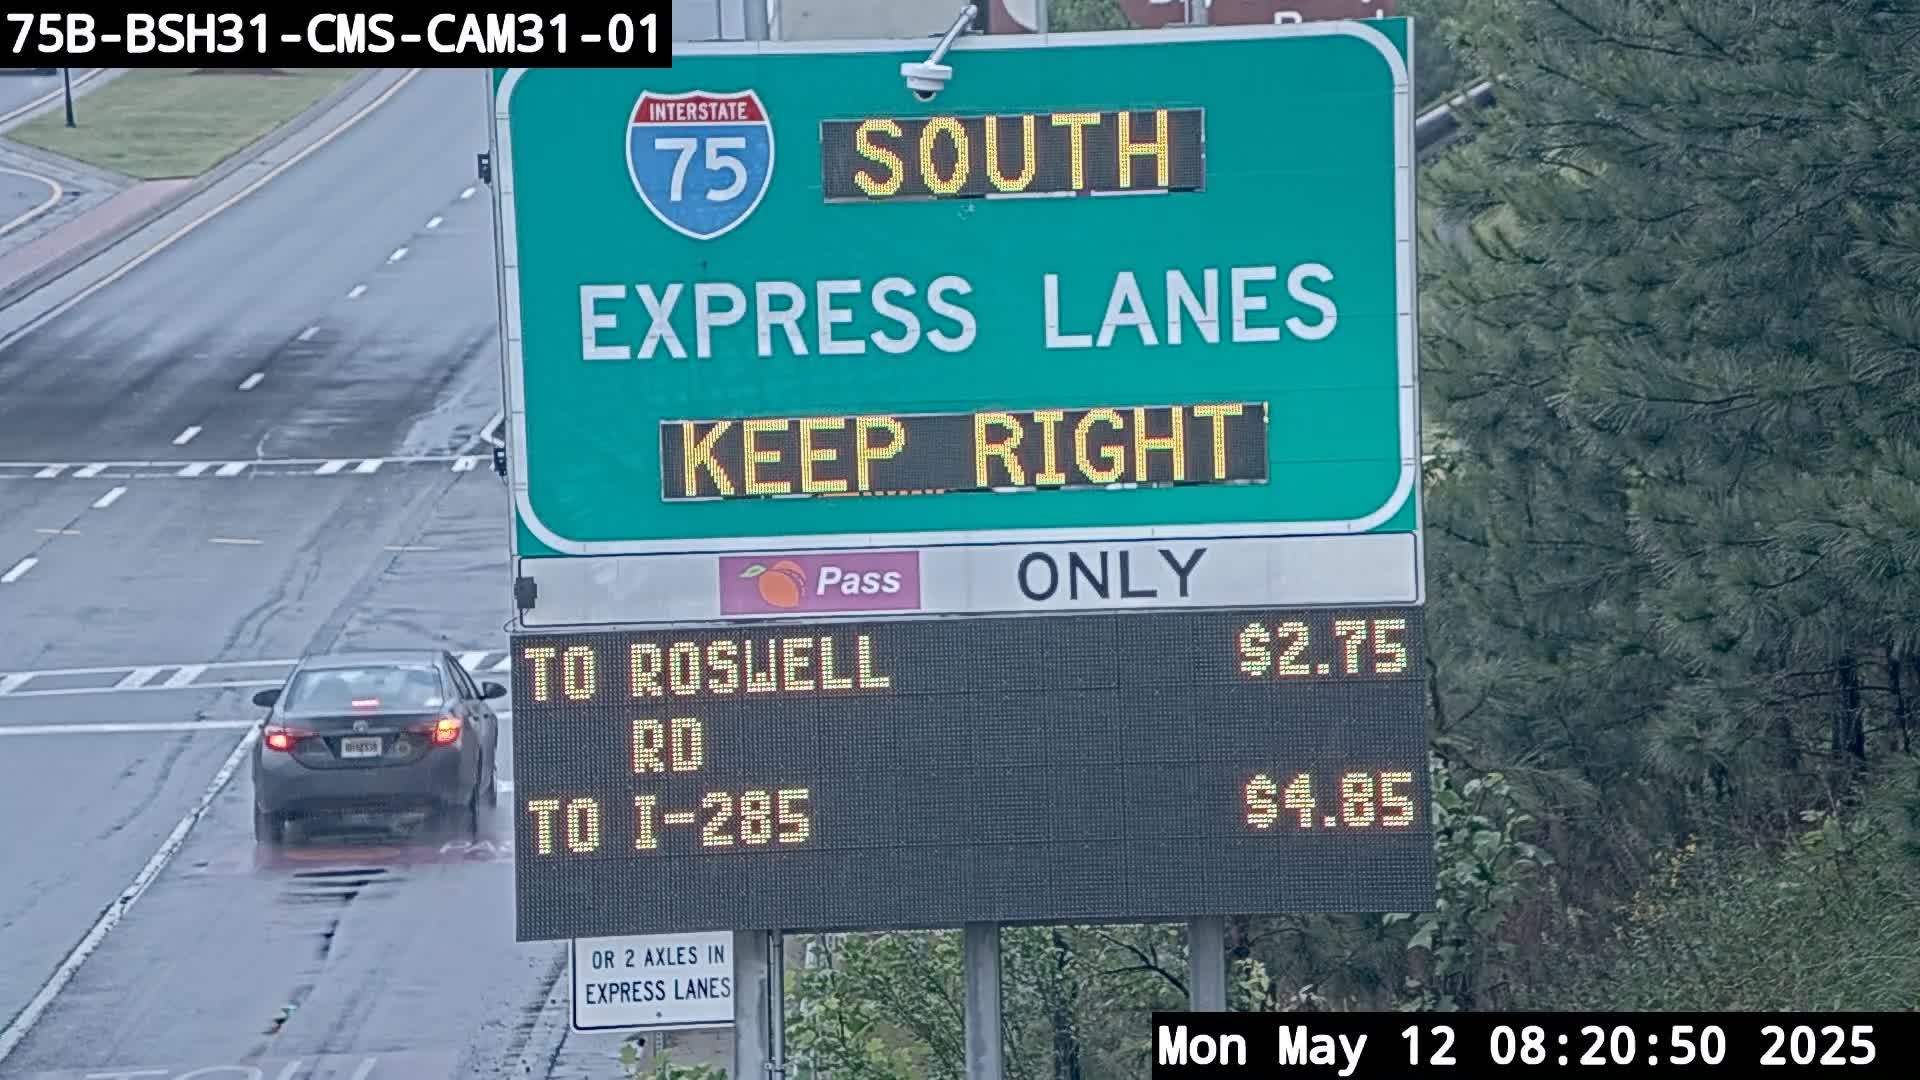 75B-BSH31-CMS-CAM31-01
INTERSTATE
75
SOUTH
EXPRESS LANES
KEEP RIGHT
Pass
ONLY
TO ROSWELL $2.75
RD
TO I-285 $4.85
OR 2 AXLES IN
EXPRESS LANES
Mon May 12 08:20:50 2025